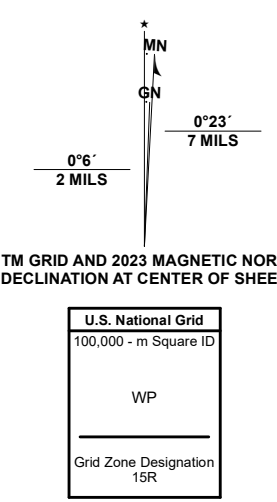 MN
GN
0°23´
7 MILS
0°6´
2 MILS
TM GRID AND 2023 MAGNETIC NOR
DECLINATION AT CENTER OF SHEE
U.S. National Grid
100,000 - m Square ID
WP
Grid Zone Designation
15R